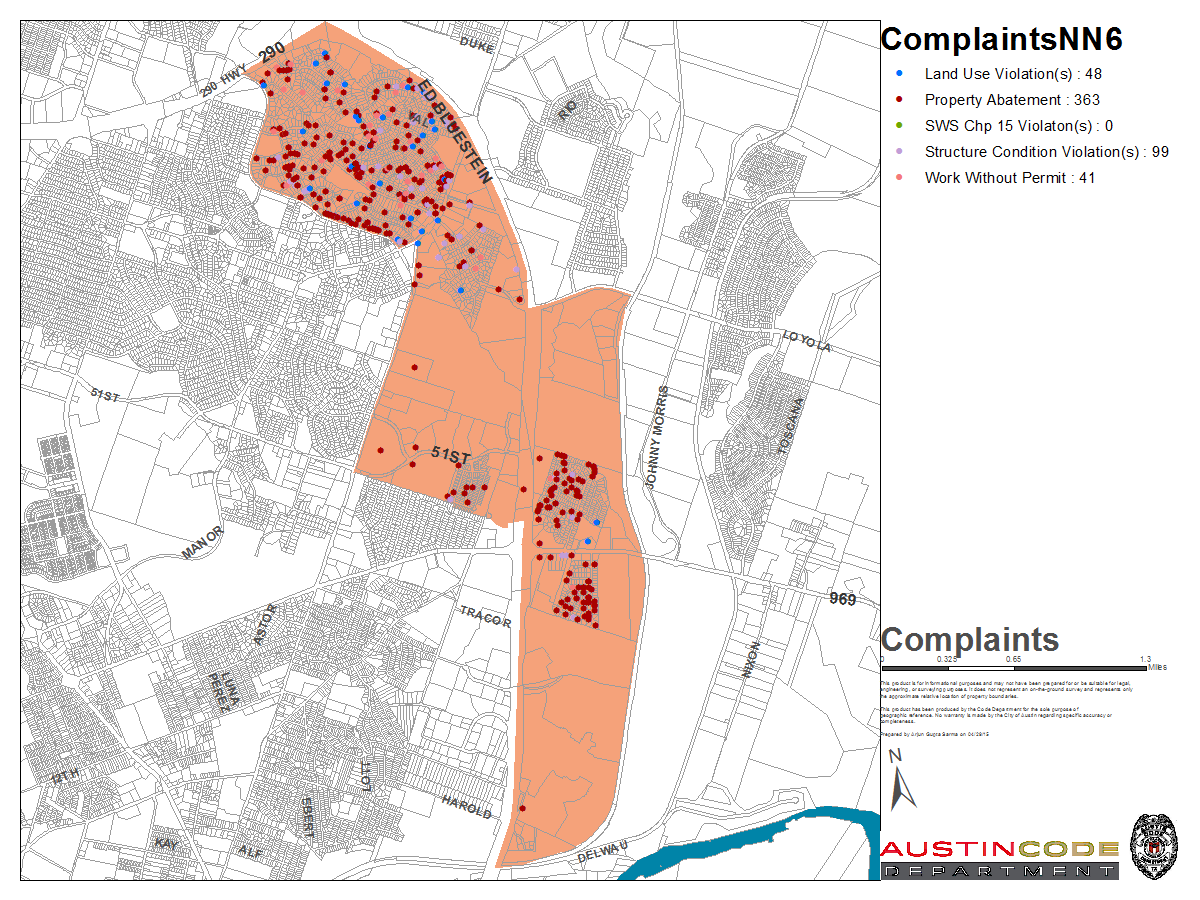 ComplaintsNN6
Land Use Violation(s) : 48
Property Abatement : 363
SWS Chp 15 Violaton(s) : 0
Structure Condition Violation(s) : 99
Work Without Permit : 41
290
290 HWY
DUKE
ED BLUESTEIN
VAL
RIO
LOYOLA
51ST
JOHNNY MORRIS
TOSCANA
51ST
MANOR
ASTOR
TRACOR
969
NIXON
LUNA
PEREZ
12TH
LOTT
EBERT
HAROLD
KAY
ALF
DELWAU
Complaints
0 0.325 0.65 1.3
Miles
This product is for informational purposes and may not have been prepared for or be suitable for legal,
engineering, or surveying purposes. It does not represent an on-the-ground survey and represents only
the approximate relative location of property boundaries.
This product has been produced by the Code Department for the sole purpose of
geographic reference. No warranty is made by the City of Austin regarding specific accuracy or
completeness.
Prepared by Arjun Gupta Sarma on
N
AUSTINCODE
DEPARTMENT